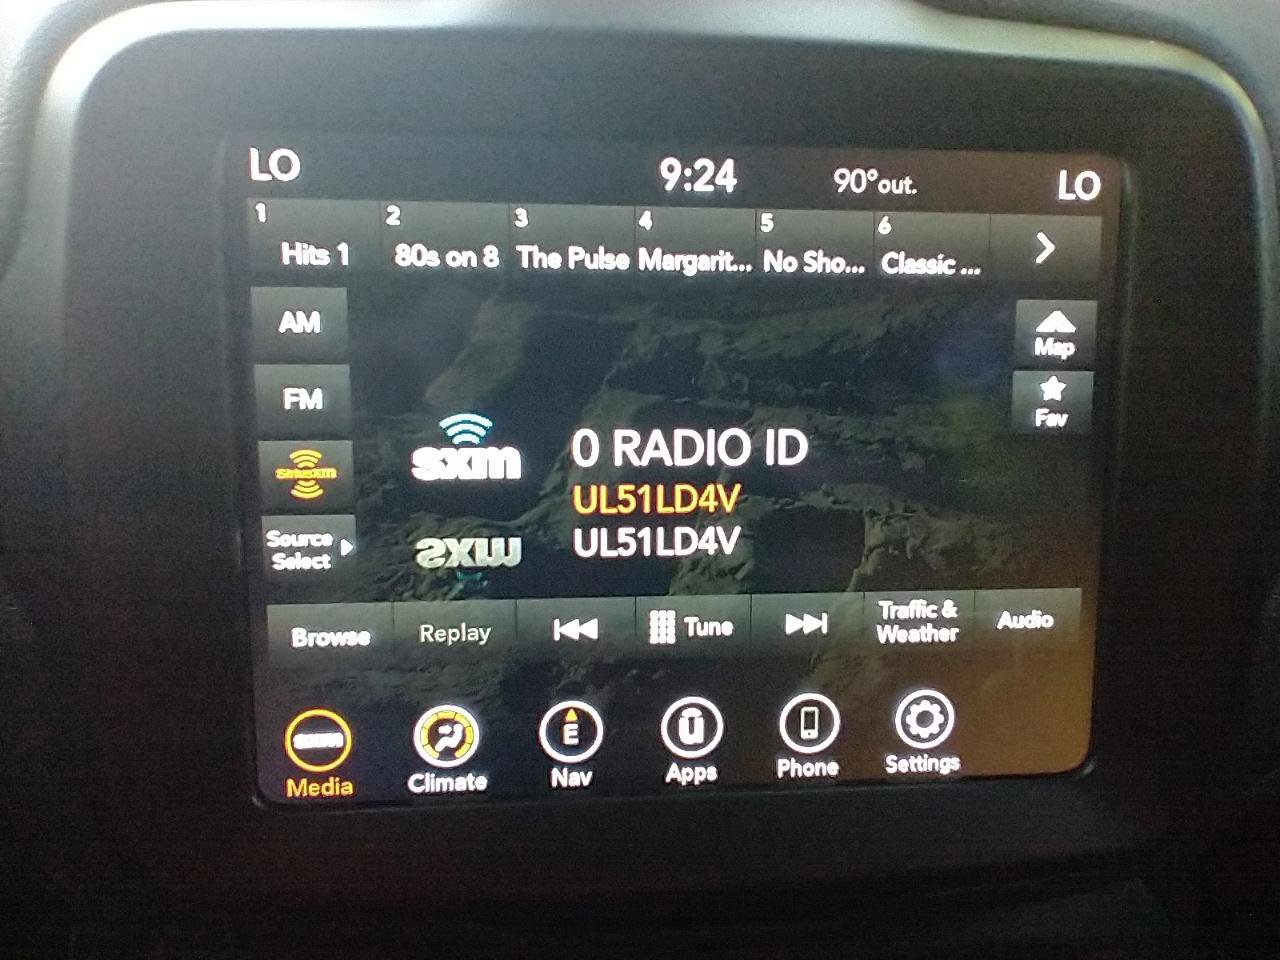 LO 9:24 90°out. LO
1 2 3 4 5 6
Hits 1 80s on 8 The Pulse Margarit... No Sho... Classic ...
AM
Map
FM
Fav
sxm
0 RADIO ID
SiriusXM
UL51LD4V
Source
Select
UL51LD4V
Browse Replay Tune Traffic &
Weather Audio
sxm
E
Media Climate Nav Apps Phone Settings